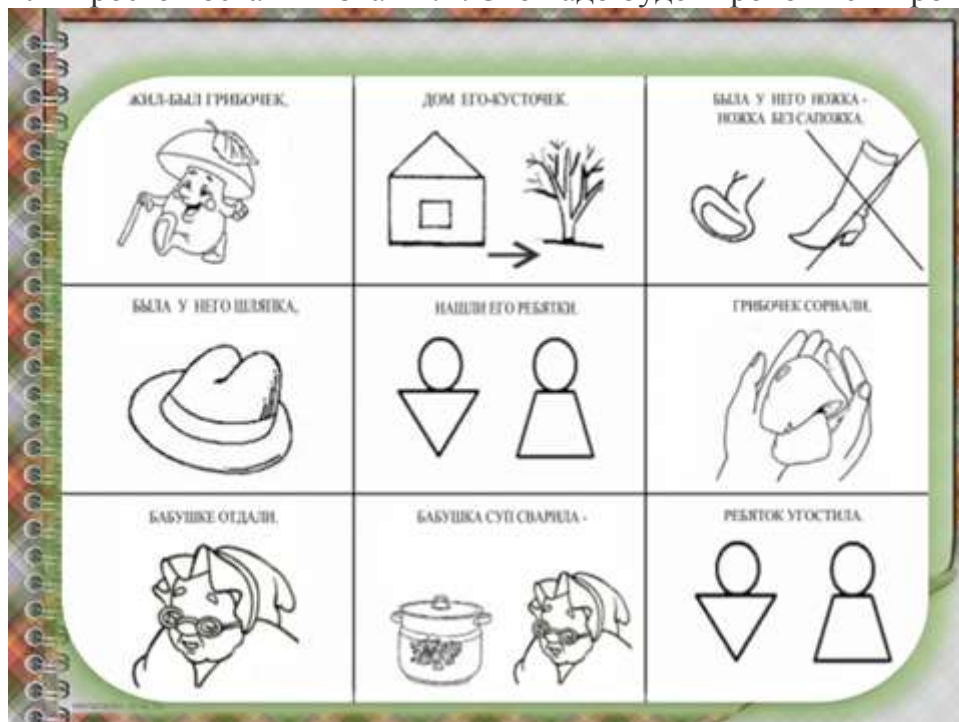 ЖИЛ-БЫЛ ГРИБОЧЕК,
ДОМ ЕГО-КУСТОЧЕК.
БЫЛА У НЕГО НОЖКА -
НОЖКА БЕЗ САПОЖКА.
БЫЛА У НЕГО ШЛЯПКА,
НАШЛИ ЕГО РЕБЯТКИ.
ГРИБОЧЕК СОРВАЛИ,
БАБУШКЕ ОТДАЛИ.
БАБУШКА СУП СВАРИЛА -
РЕБЯТОК УГОСТИЛА.